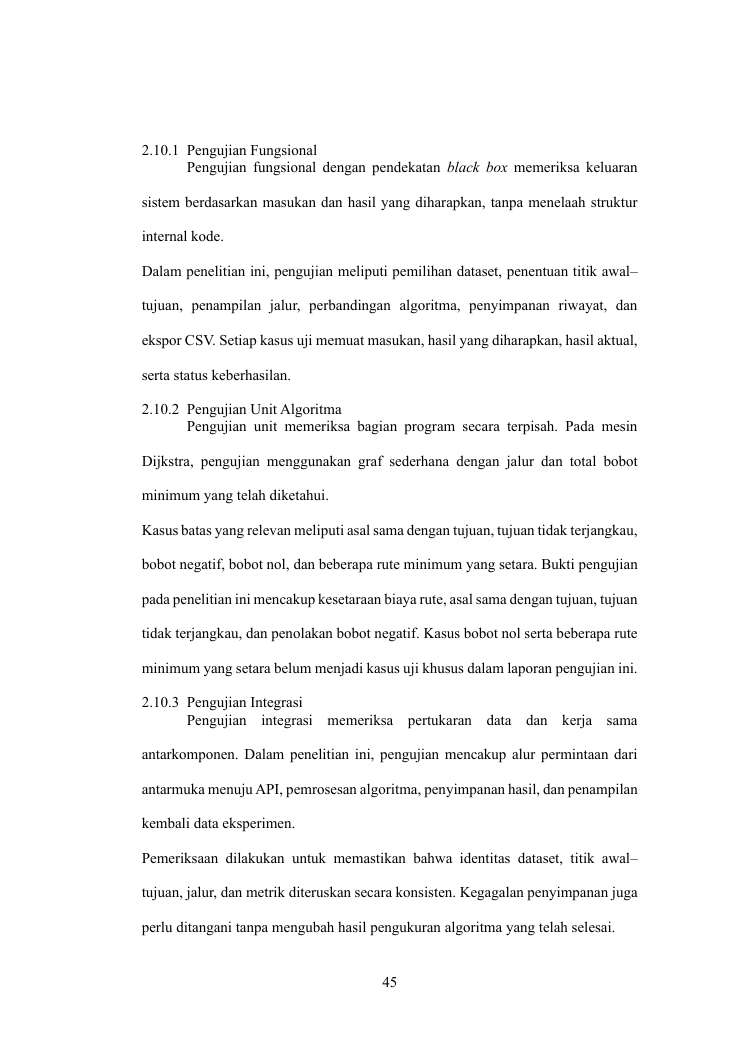 2.10.1 Pengujian Fungsional
Pengujian fungsional dengan pendekatan black box memeriksa keluaran
sistem berdasarkan masukan dan hasil yang diharapkan, tanpa menelaah struktur
internal kode.
Dalam penelitian ini, pengujian meliputi pemilihan dataset, penentuan titik awal–
tujuan, penampilan jalur, perbandingan algoritma, penyimpanan riwayat, dan
ekspor CSV. Setiap kasus uji memuat masukan, hasil yang diharapkan, hasil aktual,
serta status keberhasilan.
2.10.2 Pengujian Unit Algoritma
Pengujian unit memeriksa bagian program secara terpisah. Pada mesin
Dijkstra, pengujian menggunakan graf sederhana dengan jalur dan total bobot
minimum yang telah diketahui.
Kasus batas yang relevan meliputi asal sama dengan tujuan, tujuan tidak terjangkau,
bobot negatif, bobot nol, dan beberapa rute minimum yang setara. Bukti pengujian
pada penelitian ini mencakup kesetaraan biaya rute, asal sama dengan tujuan, tujuan
tidak terjangkau, dan penolakan bobot negatif. Kasus bobot nol serta beberapa rute
minimum yang setara belum menjadi kasus uji khusus dalam laporan pengujian ini.
2.10.3 Pengujian Integrasi
Pengujian integrasi memeriksa pertukaran data dan kerja sama
antarkomponen. Dalam penelitian ini, pengujian mencakup alur permintaan dari
antarmuka menuju API, pemrosesan algoritma, penyimpanan hasil, dan penampilan
kembali data eksperimen.
Pemeriksaan dilakukan untuk memastikan bahwa identitas dataset, titik awal–
tujuan, jalur, dan metrik diteruskan secara konsisten. Kegagalan penyimpanan juga
perlu ditangani tanpa mengubah hasil pengukuran algoritma yang telah selesai.
45